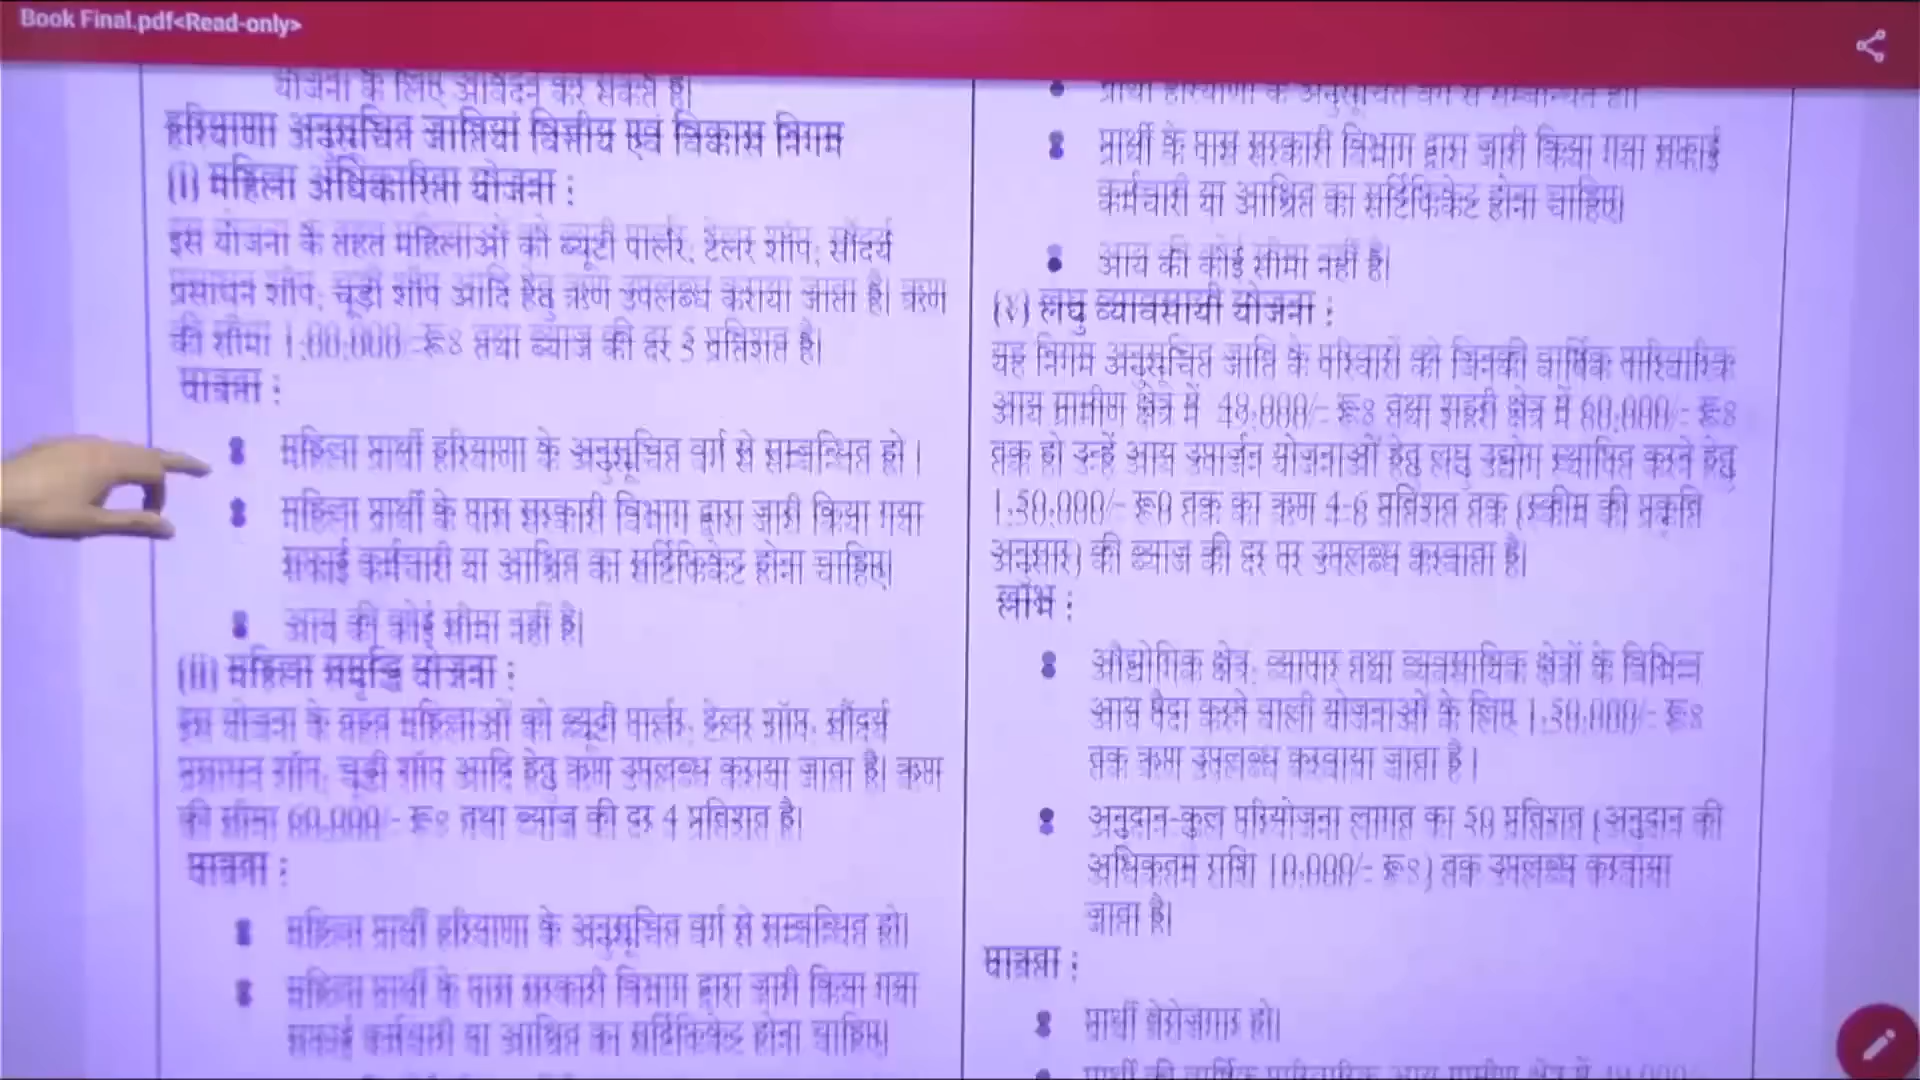 Book Final.pdf<Read-only>
योजना के लिए आवेदन कर सकते है।
हरियाणा अनुसूचित जातियां वित्तीय एवं विकास निगम
(i) महिला अधिकारिता योजना :
इस योजना के तहत महिलाओं को ब्यूटी पार्लर, टेलर शॉप, सौंदर्य
प्रसाधन शॉप, चूड़ी शॉप आदि हेतु ऋण उपलब्ध कराया जाता है। ऋण
की सीमा तथा ब्याज की दर 5 प्रतिशत है।
पात्रता :
महिला प्रार्थी हरियाणा के अनुसूचित वर्ग से सम्बन्धित हो।
महिला प्रार्थी के पास सरकारी विभाग द्वारा जारी किया गया
सफाई कर्मचारी या आश्रित का सर्टिफिकेट होना चाहिए।
आय की कोई सीमा नहीं है।
(ii) महिला समृद्धि योजना :
इस योजना के तहत महिलाओं को ब्यूटी पार्लर, टेलर शॉप, सौंदर्य
प्रसाधन शॉप, चूड़ी शॉप आदि हेतु ऋण उपलब्ध कराया जाता है। ऋण
की सीमा 60,000/- रू० तथा ब्याज की दर 4 प्रतिशत है।
पात्रता :
महिला प्रार्थी हरियाणा के अनुसूचित वर्ग से सम्बन्धित हो।
महिला प्रार्थी के पास सरकारी विभाग द्वारा जारी किया गया
सफाई कर्मचारी या आश्रित का सर्टिफिकेट होना चाहिए।
प्रार्थी हरियाणा के अनुसूचित वर्ग से सम्बन्धित हो।
प्रार्थी के पास सरकारी विभाग द्वारा जारी किया गया सफाई
कर्मचारी या आश्रित का सर्टिफिकेट होना चाहिए।
आय की कोई सीमा नहीं है।
लघु व्यावसायी योजना :
यह निगम अनुसूचित जाति के परिवारों को जिनकी वार्षिक पारिवारिक
आय ग्रामीण क्षेत्र में रू० तथा शहरी क्षेत्र में 60,000/- रू०
तक हो उन्हें आय उपार्जन योजनाओं हेतु लघु उद्योग स्थापित करने हेतु
1,50,000/- रू० तक का ऋण 4-6 प्रतिशत तक (स्कीम की प्रकृति
अनुसार) की ब्याज की दर पर उपलब्ध करवाता है।
लाभ :
औद्योगिक क्षेत्र, व्यापार तथा व्यवसायिक क्षेत्रों के विभिन्न
आय पैदा करने वाली योजनाओं के लिए 1,50,000/- रू०
तक ऋण उपलब्ध करवाया जाता है।
अनुदान-कुल परियोजना लागत का 50 प्रतिशत (अनुदान की
अधिकतम राशि 10,000/- रू०) तक उपलब्ध करवाया
जाता है।
पात्रता :
प्रार्थी बेरोजगार हो।
प्रार्थी की वार्षिक पारिवारिक आय ग्रामीण क्षेत्र में